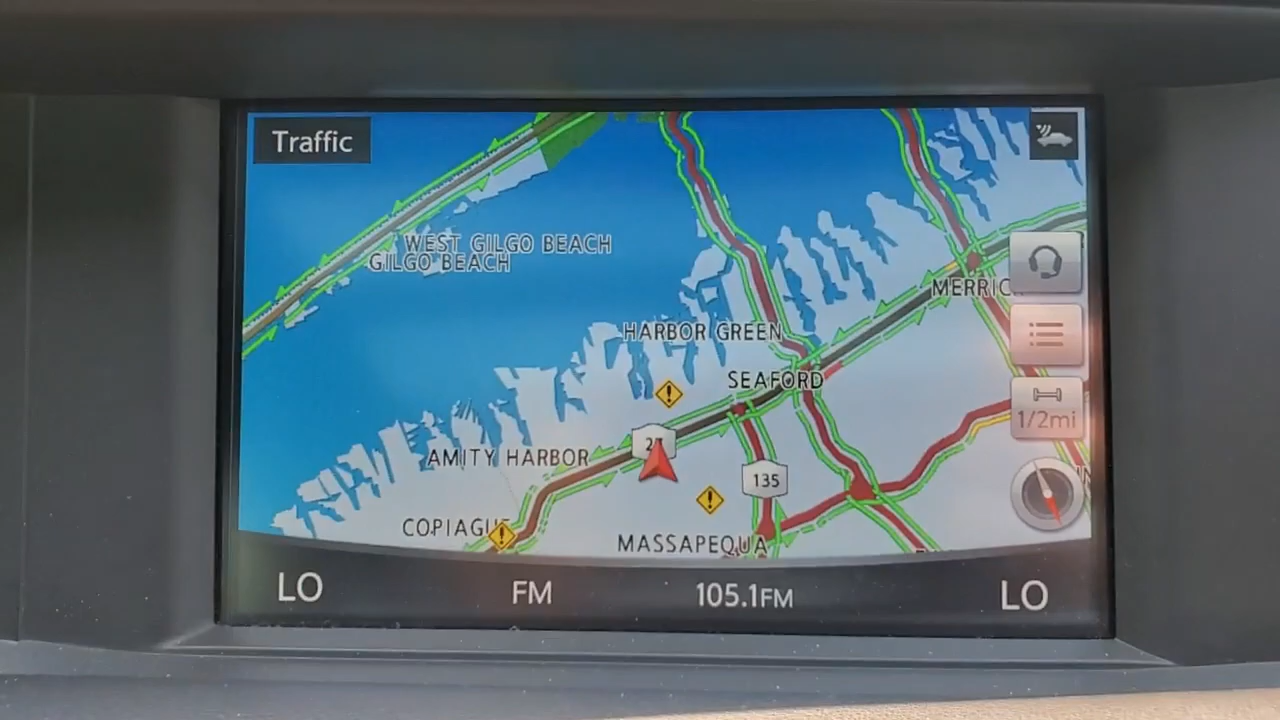 Traffic
WEST GILGO BEACH
GILGO BEACH
MERRIC
HARBOR GREEN
SEAFORD
1/2mi
27
AMITY HARBOR
135
COPIAGUE
MASSAPEQUA
LO
FM
105.1FM
LO